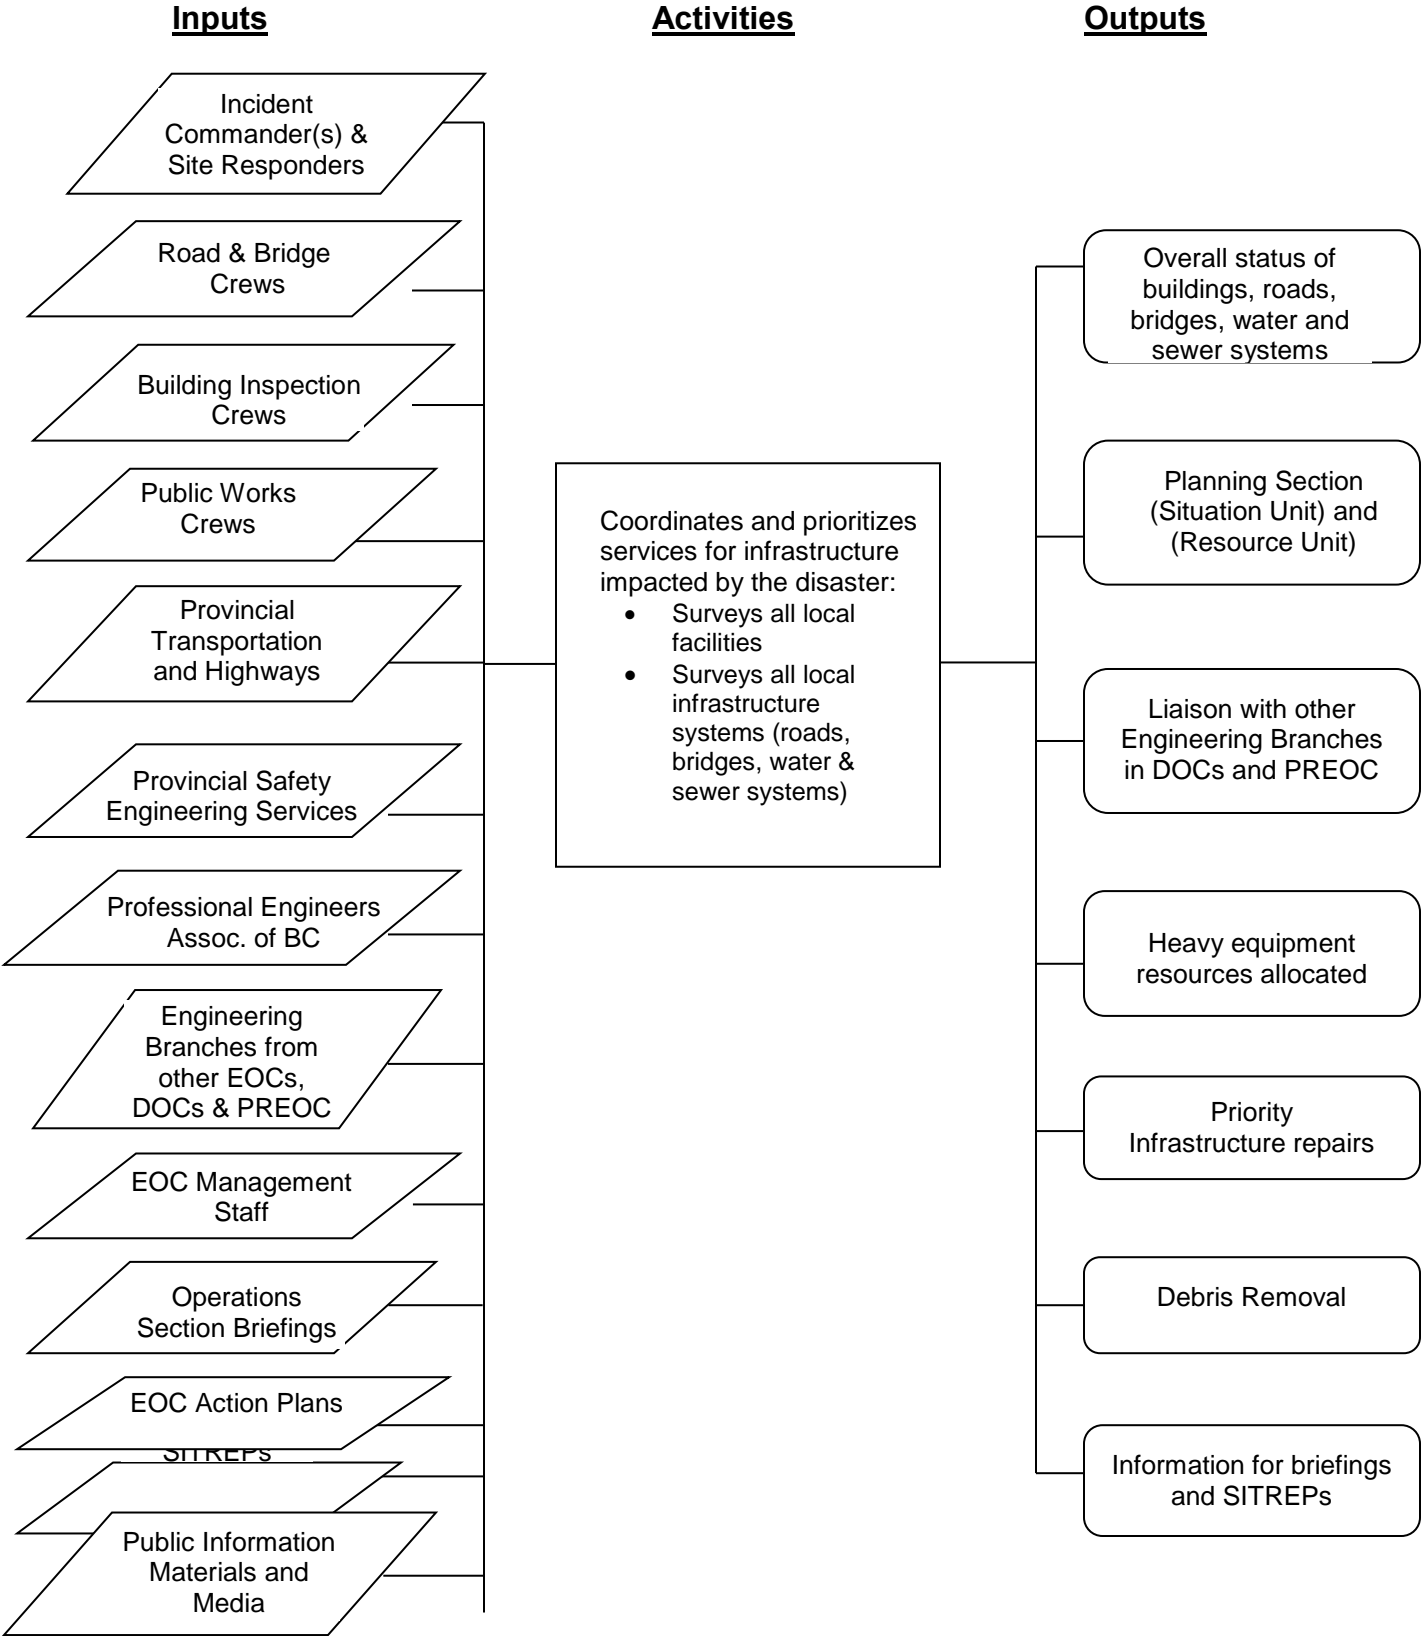 Inputs
Activities
Outputs
Incident
Commander(s) &
Site Responders
Road & Bridge
Crews
Building Inspection
Crews
Public Works
Crews
Provincial
Transportation
and Highways
Provincial Safety
Engineering Services
Professional Engineers
Assoc. of BC
Engineering
Branches from
other EOCs,
DOCs & PREOC
EOC Management
Staff
Operations
Section Briefings
EOC Action Plans
SITREPs
Public Information
Materials and
Media
Coordinates and prioritizes
services for infrastructure
impacted by the disaster:
• Surveys all local
facilities
• Surveys all local
infrastructure
systems (roads,
bridges, water &
sewer systems)
Overall status of
buildings, roads,
bridges, water and
sewer systems
Planning Section
(Situation Unit) and
(Resource Unit)
Liaison with other
Engineering Branches
in DOCs and PREOC
Heavy equipment
resources allocated
Priority
Infrastructure repairs
Debris Removal
Information for briefings
and SITREPs